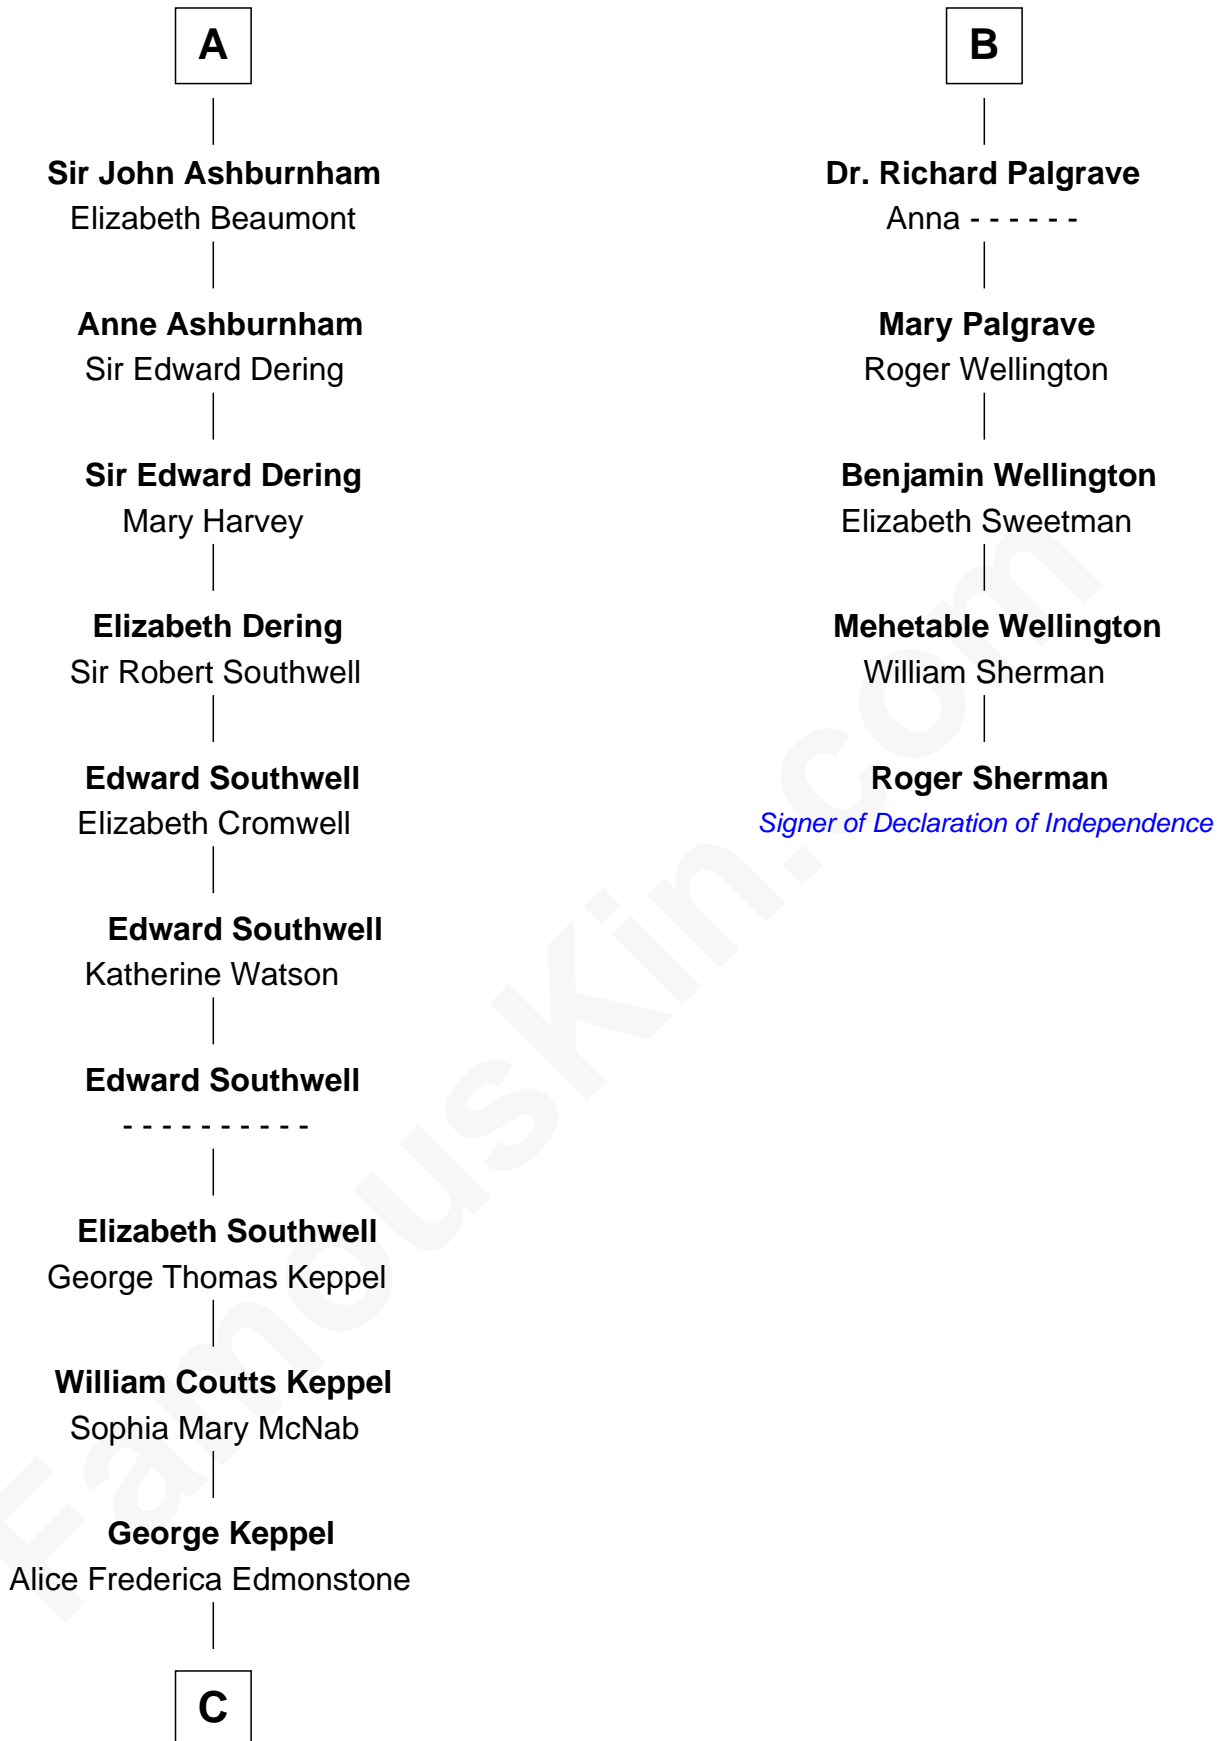 A
Sir John Ashburnham
Elizabeth Beaumont
Anne Ashburnham
Sir Edward Dering
Sir Edward Dering
Mary Harvey
Elizabeth Dering
Sir Robert Southwell
Edward Southwell
Elizabeth Cromwell
Edward Southwell
Katherine Watson
Edward Southwell
- - - - - - - - - -
Elizabeth Southwell
George Thomas Keppel
William Coutts Keppel
Sophia Mary McNab
George Keppel
Alice Frederica Edmonstone
C
B
Dr. Richard Palgrave
Anna - - - - - -
Mary Palgrave
Roger Wellington
Benjamin Wellington
Elizabeth Sweetman
Mehetable Wellington
William Sherman
Roger Sherman
Signer of Declaration of Independence
FamousKin.com